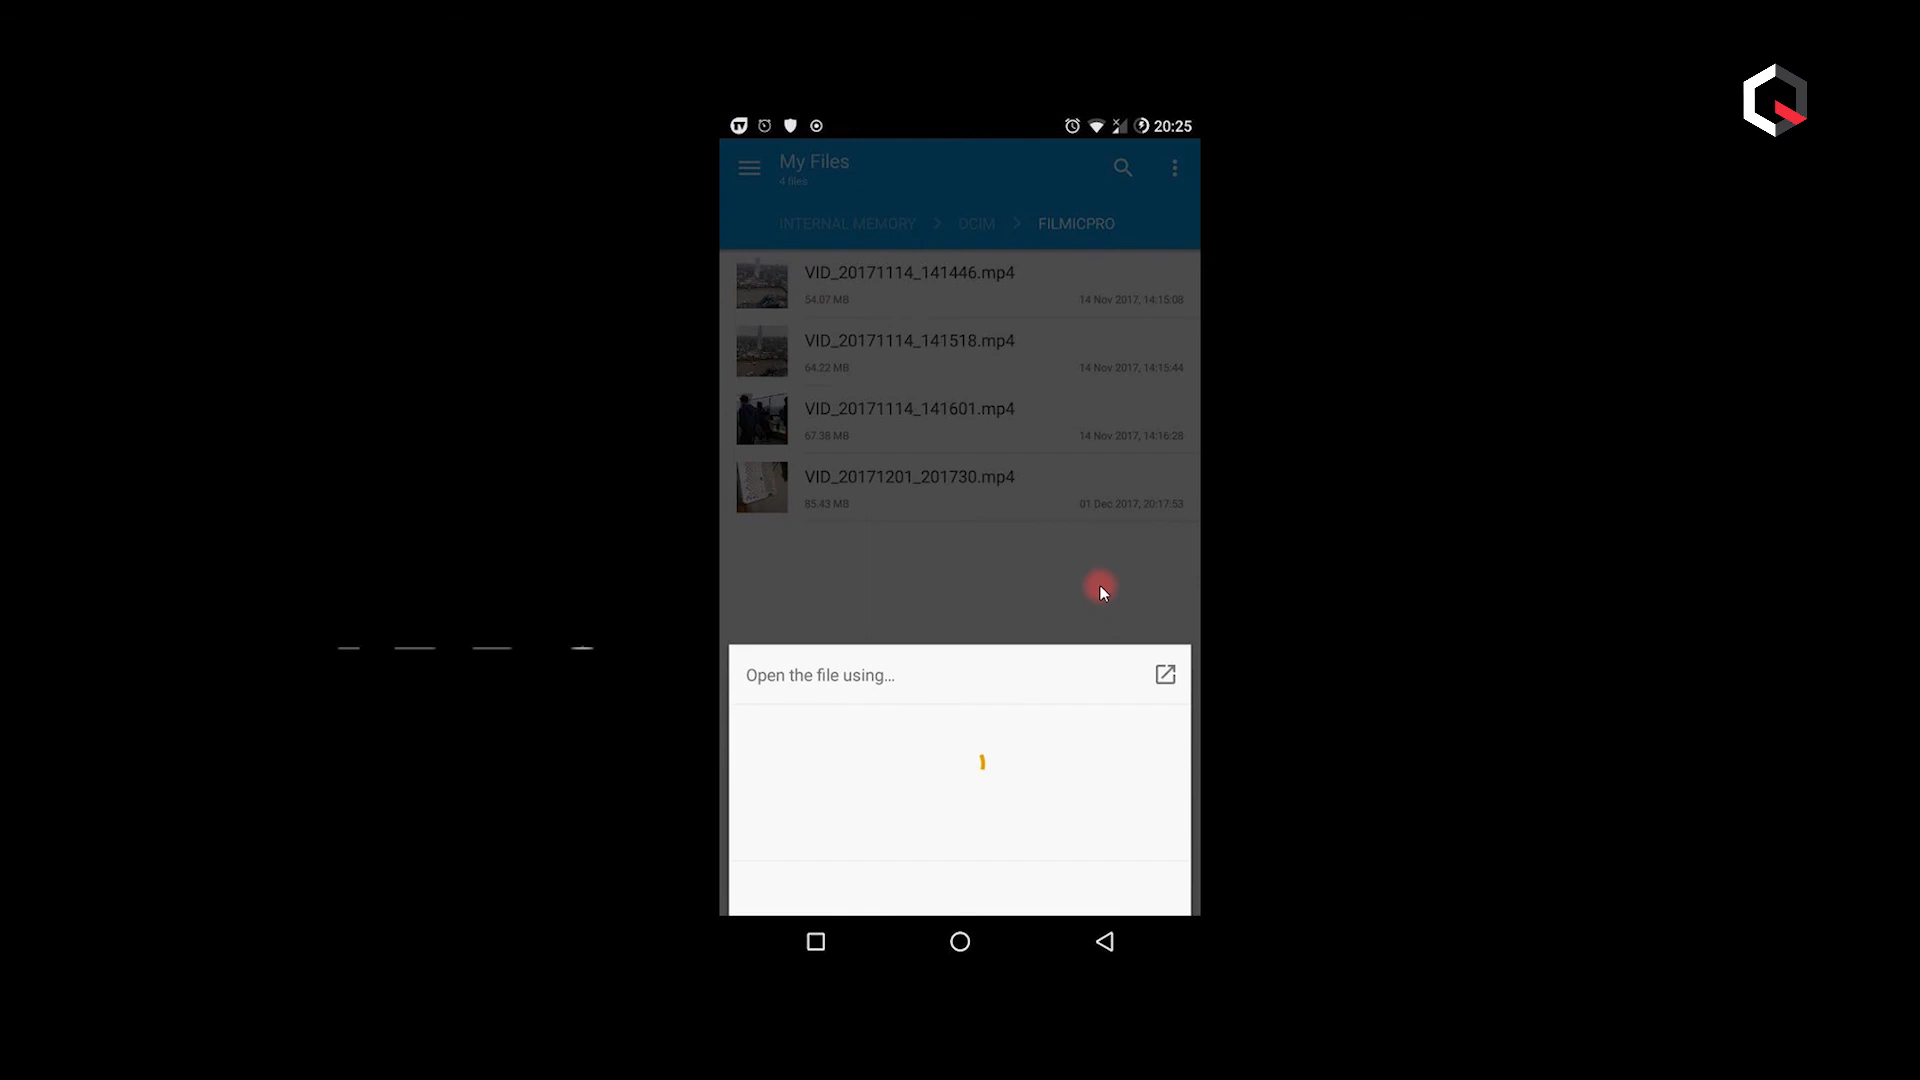 20:25
My Files
4 files
INTERNAL MEMORY > DCIM > FILMICPRO
VID_20171114_141446.mp4
54.07 MB 14 Nov 2017, 14:15:08
VID_20171114_141518.mp4
64.22 MB 14 Nov 2017, 14:15:44
VID_20171114_141601.mp4
67.38 MB 14 Nov 2017, 14:16:28
VID_20171201_201730.mp4
85.43 MB 01 Dec 2017, 20:17:53
Open the file using...